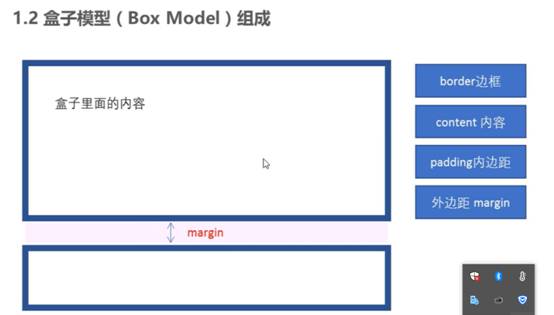 1.2 盒子模型（Box Model）组成
盒子里面的内容
border边框
content 内容
padding内边距
外边距 margin
margin